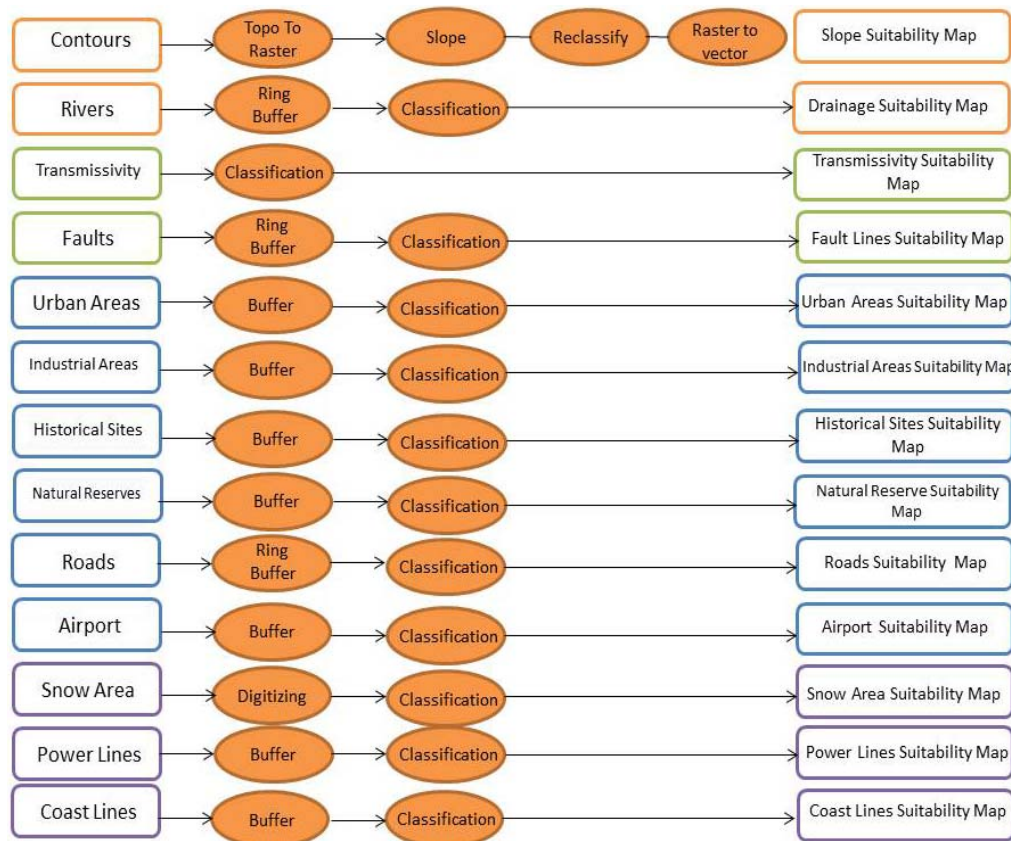 Contours
Topo To
Raster
Slope
Reclassify
Raster to
vector
Slope Suitability Map
Rivers
Ring
Buffer
Classification
Drainage Suitability Map
Transmissivity
Classification
Transmissivity Suitability
Map
Faults
Ring
Buffer
Classification
Fault Lines Suitability Map
Urban Areas
Buffer
Classification
Urban Areas Suitability Map
Industrial Areas
Buffer
Classification
Industrial Areas Suitability Map
Historical Sites
Buffer
Classification
Historical Sites Suitability
Map
Natural Reserves
Buffer
Classification
Natural Reserve Suitability
Map
Roads
Ring
Buffer
Classification
Roads Suitability Map
Airport
Buffer
Classification
Airport Suitability Map
Snow Area
Digitizing
Classification
Snow Area Suitability Map
Power Lines
Buffer
Classification
Power Lines Suitability Map
Coast Lines
Buffer
Classification
Coast Lines Suitability Map